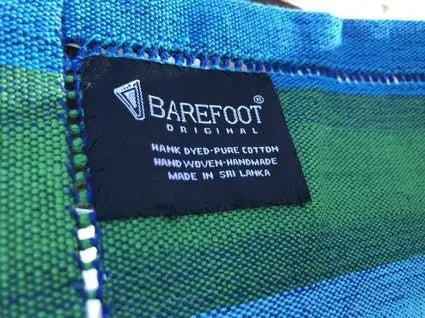 BAREFOOT
ORIGINAL
HANK DYED-PURE COTTON
HAND WOVEN-HANDMADE
MADE IN SRI LANKA